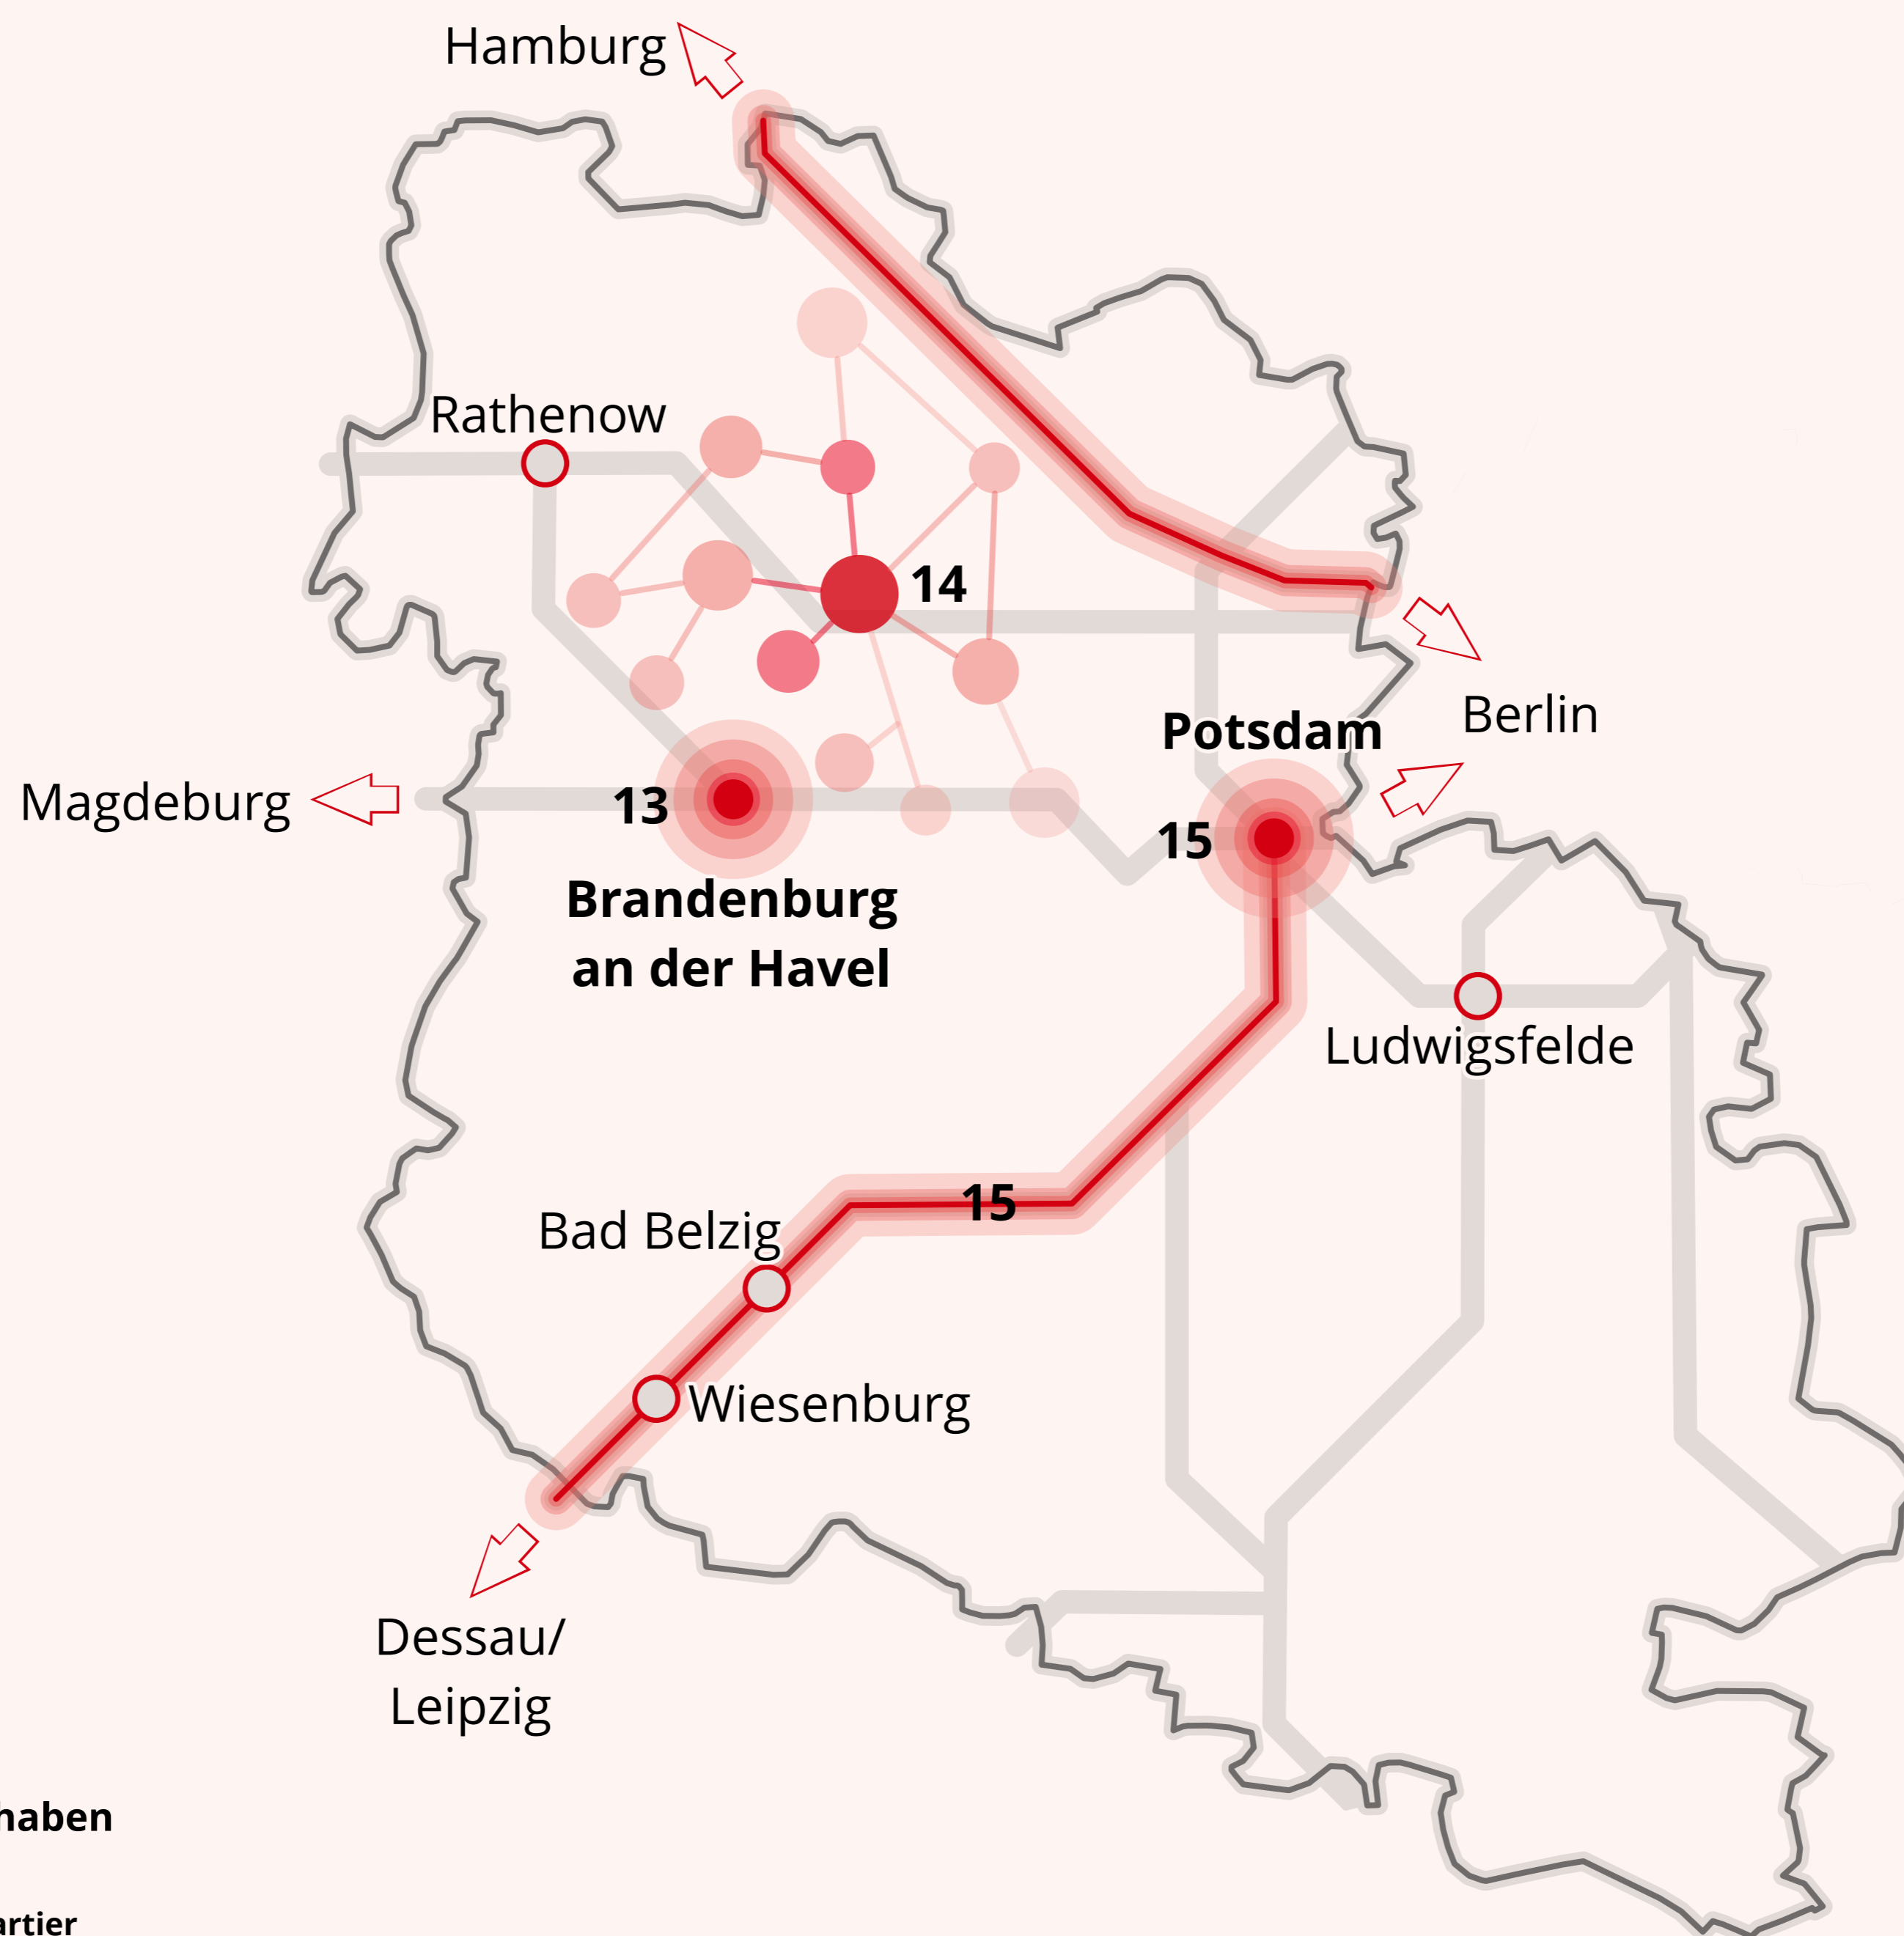 Hamburg
Rathenow
14
Berlin
Potsdam
Magdeburg
13
15
Brandenburg
an der Havel
Ludwigsfelde
15
Bad Belzig
Wiesenburg
Dessau/
Leipzig
haben
artier